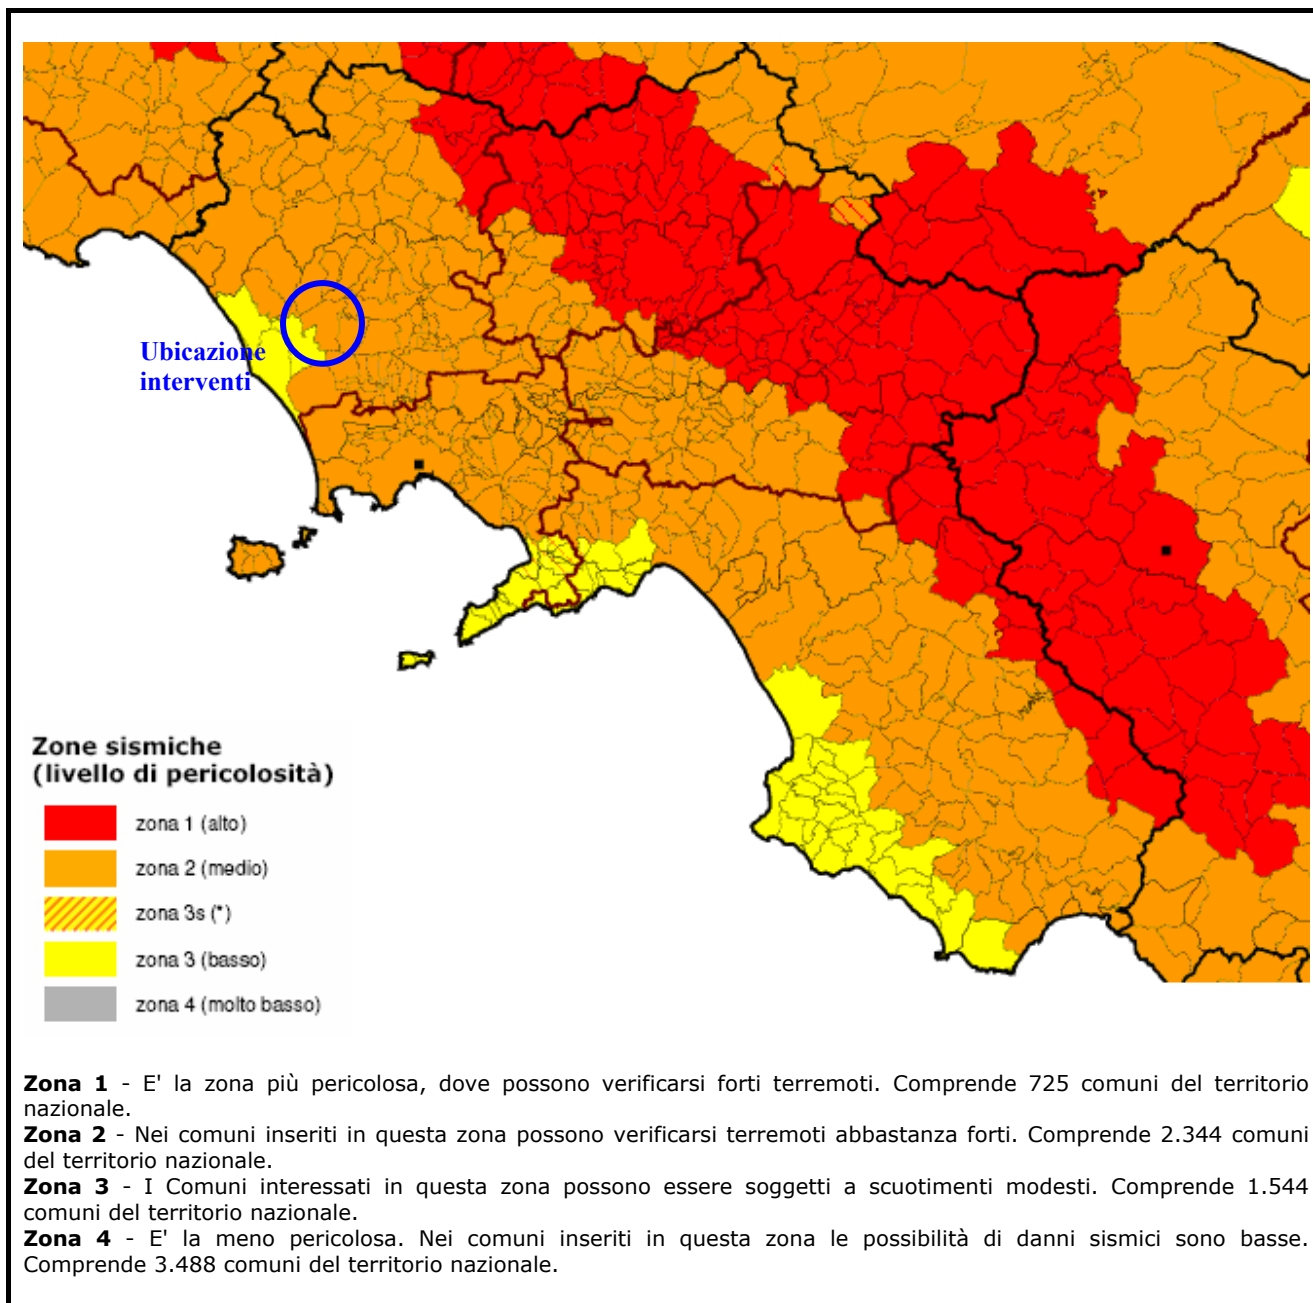 Ubicazione
interventi
Zone sismiche
(livello di pericolosità)
zona 1 (alto)
zona 2 (medio)
zona 3s (*)
zona 3 (basso)
zona 4 (molto basso)
Zona 1 - E' la zona più pericolosa, dove possono verificarsi forti terremoti. Comprende 725 comuni del territorio
nazionale.
Zona 2 - Nei comuni inseriti in questa zona possono verificarsi terremoti abbastanza forti. Comprende 2.344 comuni
del territorio nazionale.
Zona 3 - I Comuni interessati in questa zona possono essere soggetti a scuotimenti modesti. Comprende 1.544
comuni del territorio nazionale.
Zona 4 - E' la meno pericolosa. Nei comuni inseriti in questa zona le possibilità di danni sismici sono basse.
Comprende 3.488 comuni del territorio nazionale.